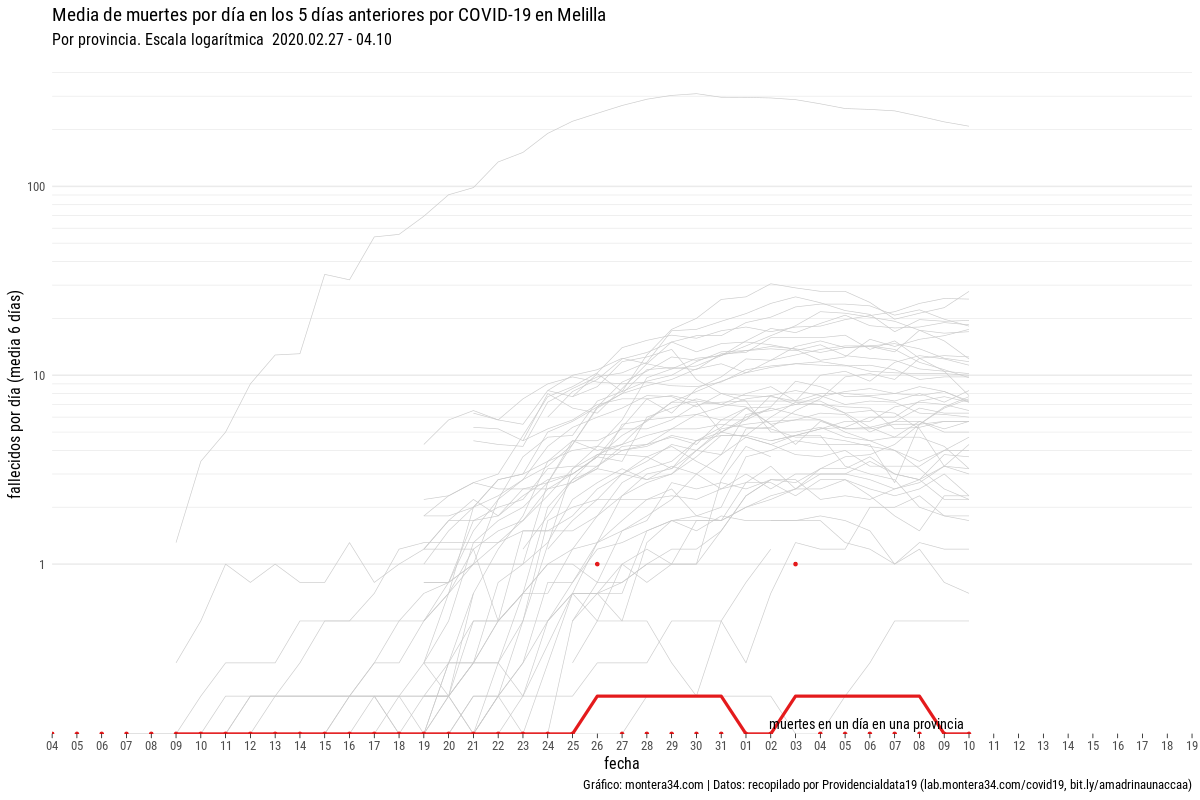 Media de muertes por día en los 5 días anteriores por COVID-19 en Melilla
Por provincia. Escala logarítmica  2020.02.27 - 04.10
fallecidos por día (media 6 días)
100
10
1
muertes en un día en una provincia
04 05 06 07 08 09 10 11 12 13 14 15 16 17 18 19 20 21 22 23 24 25 26 27 28 29 30 31 01 02 03 04 05 06 07 08 09 10 11 12 13 14 15 16 17 18 19
fecha
Gráfico: montera34.com | Datos: recopilado por Providencialdata19 (lab.montera34.com/covid19, bit.ly/amadrinaunaccaa)